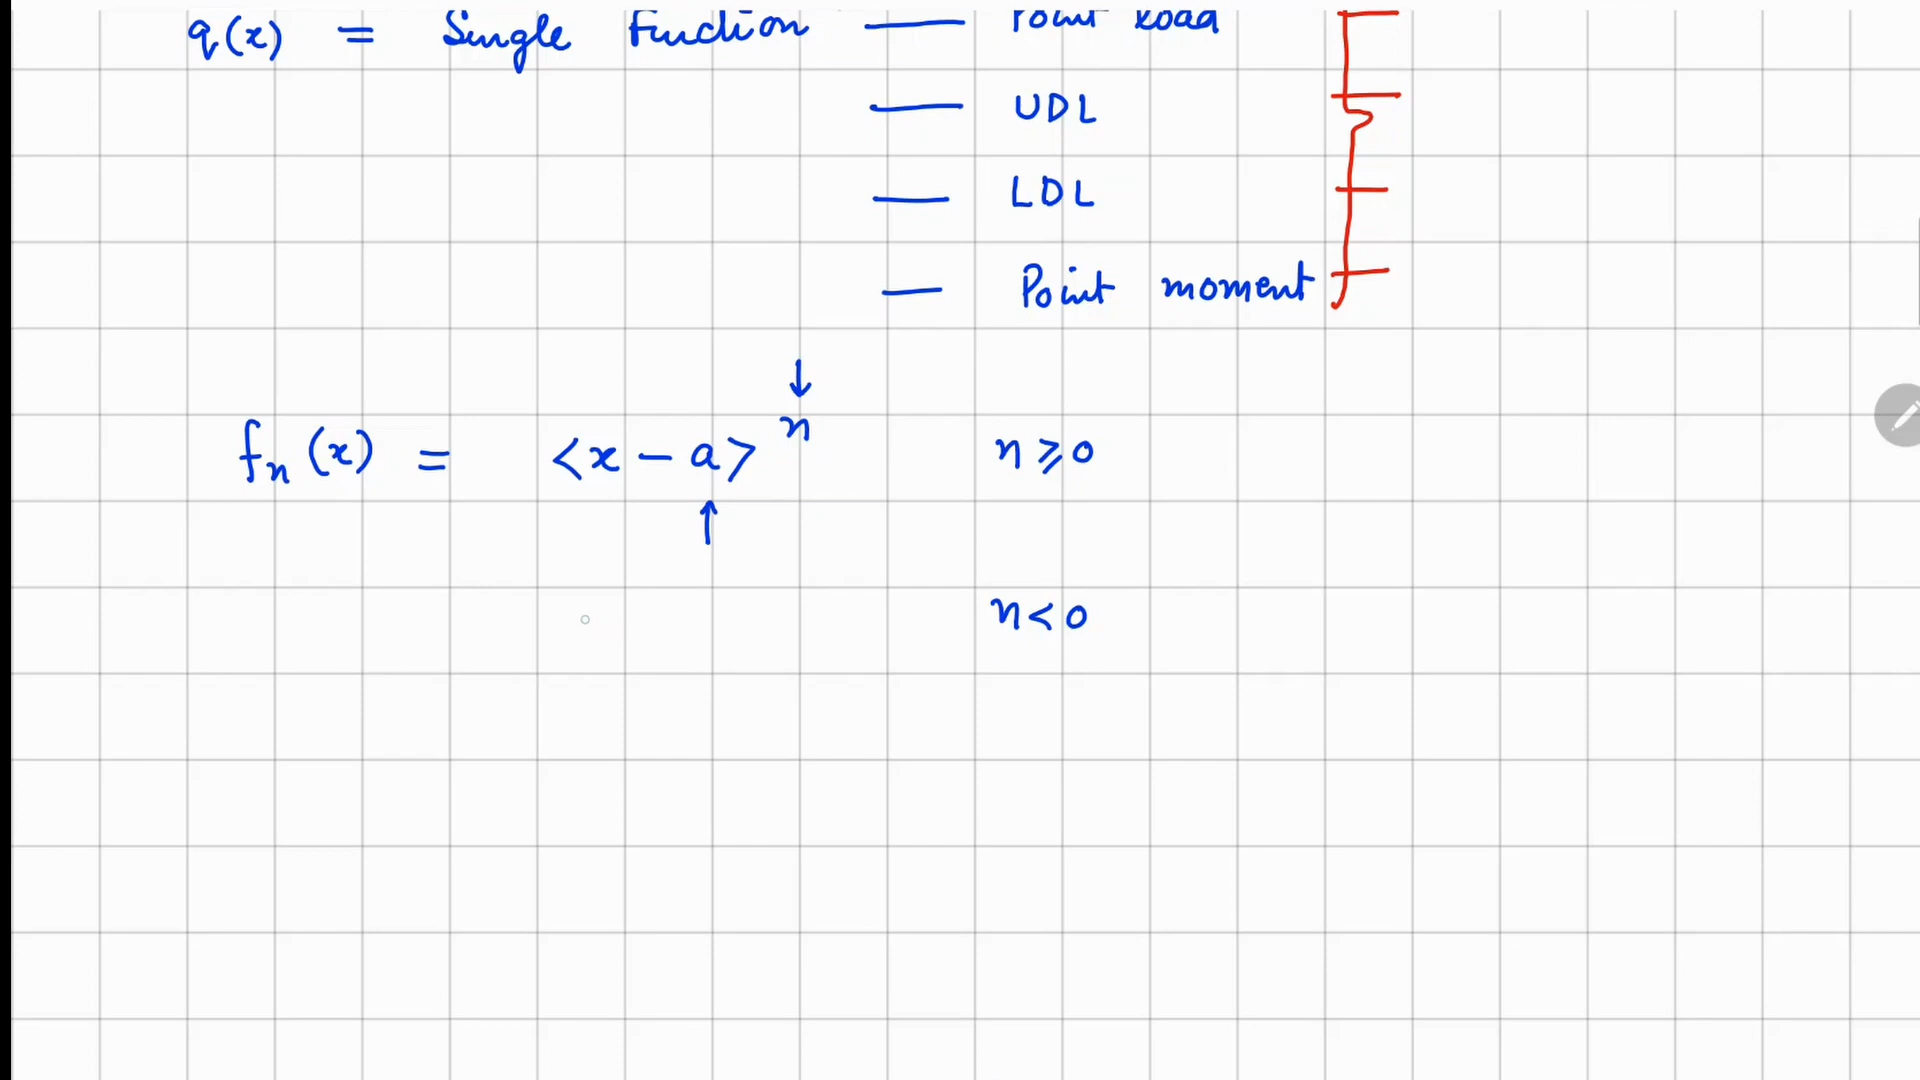 q(x) = Single Function — Point Load
— UDL
— LDL
— Point moment
fₙ(x) = <x - a>ⁿ n ⩾ 0
n < 0